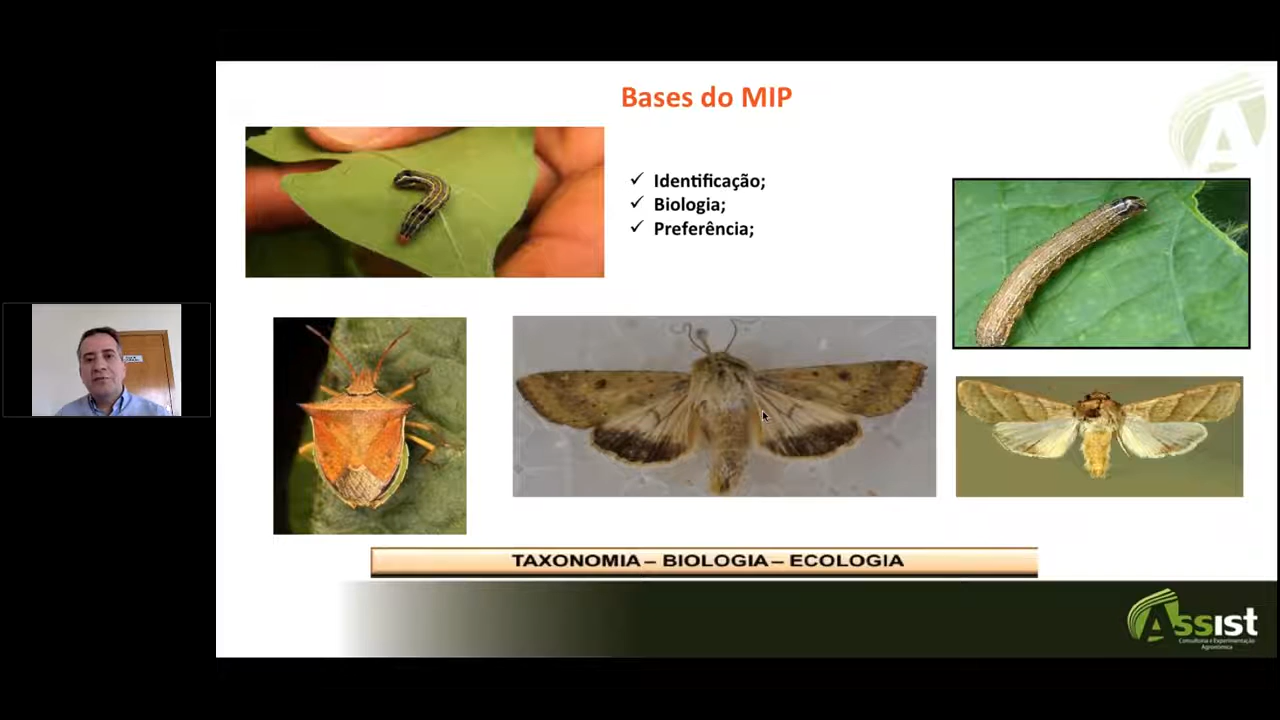 Bases do MIP
✓ Identificação;
✓ Biologia;
✓ Preferência;
TAXONOMIA – BIOLOGIA – ECOLOGIA
Assist
Consultoria e Experimentação
Agronômica